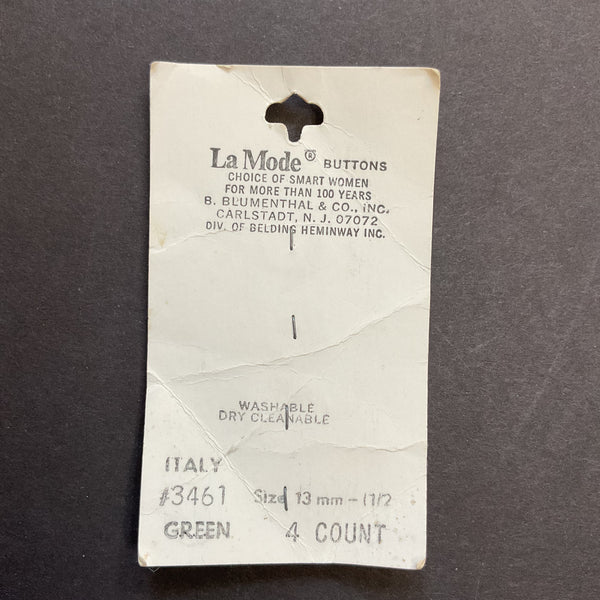 La Mode® BUTTONS
CHOICE OF SMART WOMEN
FOR MORE THAN 100 YEARS
B. BLUMENTHAL & CO., INC.
CARLSTADT, N. J. 07072
DIV. OF BELDING HEMINWAY INC.
WASHABLE
DRY CLEANABLE
ITALY
#3461 Size 13 mm - (1/2
GREEN 4 COUNT